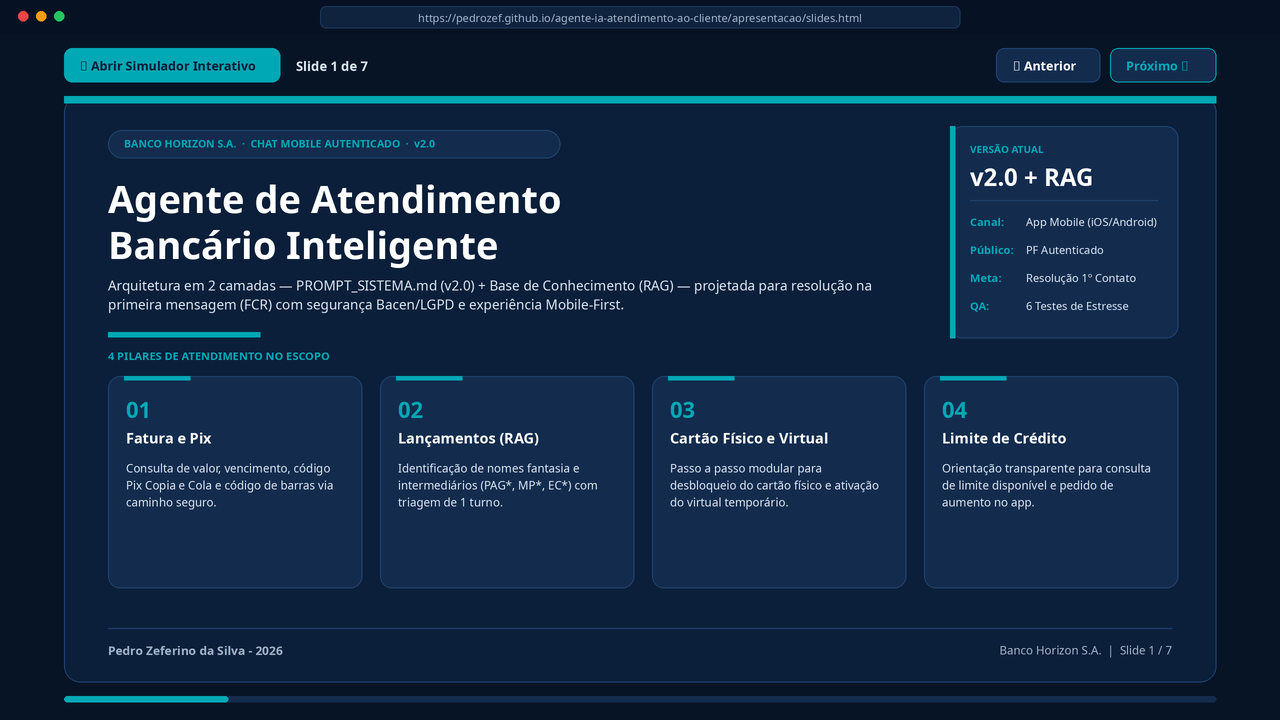 https://pedrozef.github.io/agente-ia-atendimento-ao-cliente/apresentacao/slides.html
Abrir Simulador Interativo
Slide 1 de 7
Anterior
Próximo
BANCO HORIZON S.A. · CHAT MOBILE AUTENTICADO · v2.0
Agente de Atendimento
Bancário Inteligente
Arquitetura em 2 camadas — PROMPT_SISTEMA.md (v2.0) + Base de Conhecimento (RAG) — projetada para resolução na
primeira mensagem (FCR) com segurança Bacen/LGPD e experiência Mobile-First.
VERSÃO ATUAL
v2.0 + RAG
Canal: App Mobile (iOS/Android)
Público: PF Autenticado
Meta: Resolução 1º Contato
QA: 6 Testes de Estresse
4 PILARES DE ATENDIMENTO NO ESCOPO
01
Fatura e Pix
Consulta de valor, vencimento, código
Pix Copia e Cola e código de barras via
caminho seguro.
02
Lançamentos (RAG)
Identificação de nomes fantasia e
intermediários (PAG*, MP*, EC*) com
triagem de 1 turno.
03
Cartão Físico e Virtual
Passo a passo modular para
desbloqueio do cartão físico e ativação
do virtual temporário.
04
Limite de Crédito
Orientação transparente para consulta
de limite disponível e pedido de
aumento no app.
Pedro Zeferino da Silva - 2026
Banco Horizon S.A. | Slide 1 / 7